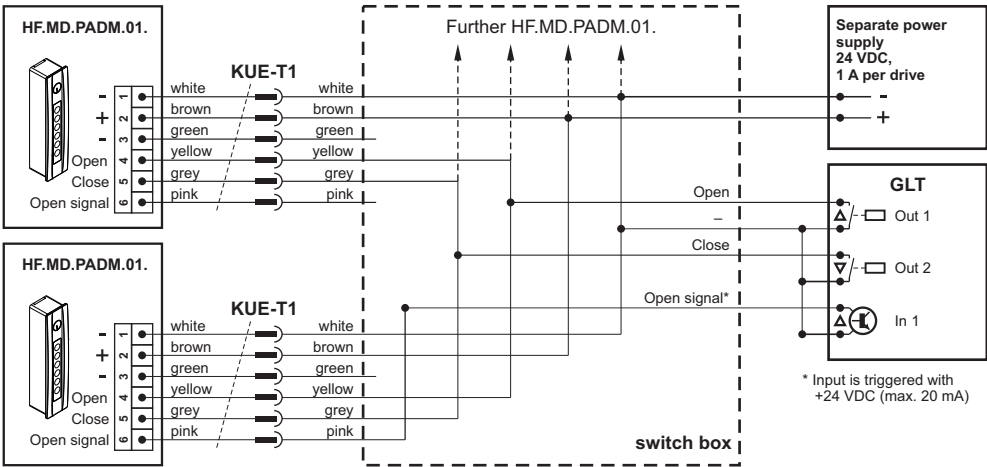 HF.MD.PADM.01.
KUE-T1
- 1 white white
+ 2 brown brown
- 3 green green
Open 4 yellow yellow
Close 5 grey grey
Open signal 6 pink pink
HF.MD.PADM.01.
KUE-T1
- 1 white white
+ 2 brown brown
- 3 green green
Open 4 yellow yellow
Close 5 grey grey
Open signal 6 pink pink
Further HF.MD.PADM.01.
Open
–
Close
Open signal*
switch box
Separate power
supply
24 VDC,
1 A per drive
-
+
GLT
Out 1
Out 2
In 1
* Input is triggered with
+24 VDC (max. 20 mA)